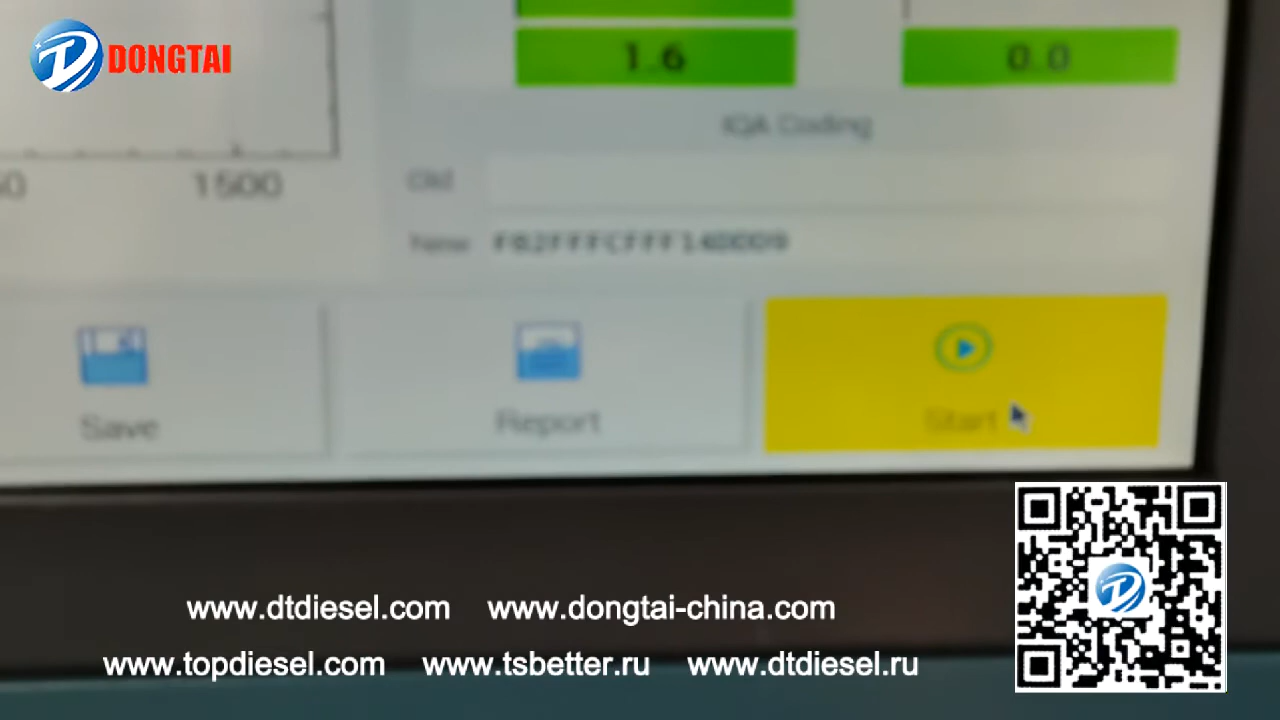 DONGTAI
1.6 0.0
IQA Coding
1500
Old
New
Save Report Start
www.dtdiesel.com www.dongtai-china.com
www.topdiesel.com www.tsbetter.ru www.dtdiesel.ru